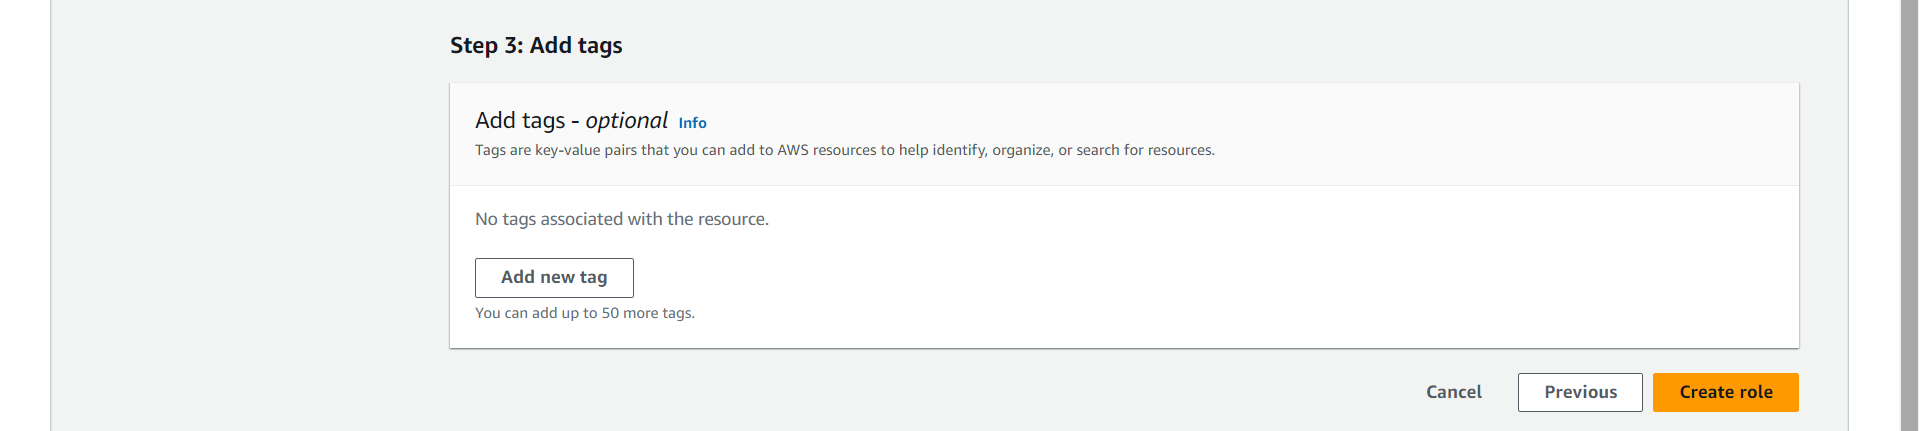 Step 3: Add tags
Add tags - optional Info
Tags are key-value pairs that you can add to AWS resources to help identify, organize, or search for resources.
No tags associated with the resource.
Add new tag
You can add up to 50 more tags.
Cancel Previous Create role